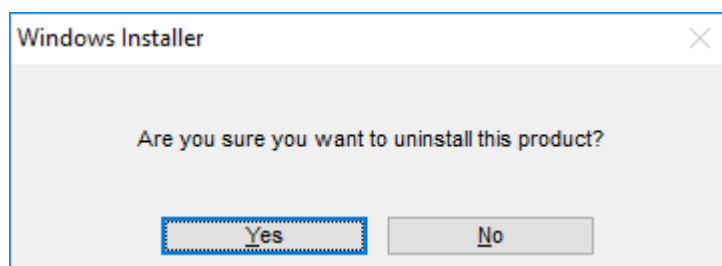 Windows Installer
Are you sure you want to uninstall this product?
Yes
No